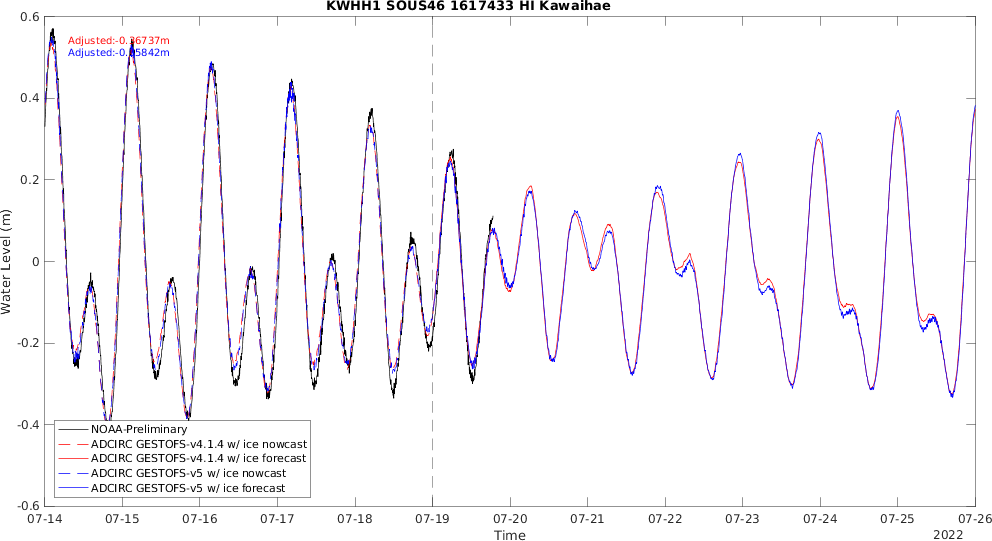 KWHH1 SOUS46 1617433 HI Kawaihae
0.6
0.4
0.2
0
-0.2
-0.4
-0.6
Water Level (m)
Adjusted:-0.36737m
NOAA-Preliminary
ADCIRC GESTOFS-v4.1.4 w/ ice nowcast
ADCIRC GESTOFS-v4.1.4 w/ ice forecast
ADCIRC GESTOFS-v5 w/ ice nowcast
ADCIRC GESTOFS-v5 w/ ice forecast
07-14 07-15 07-16 07-17 07-18 07-19 07-20 07-21 07-22 07-23 07-24 07-25 07-26
Time
2022